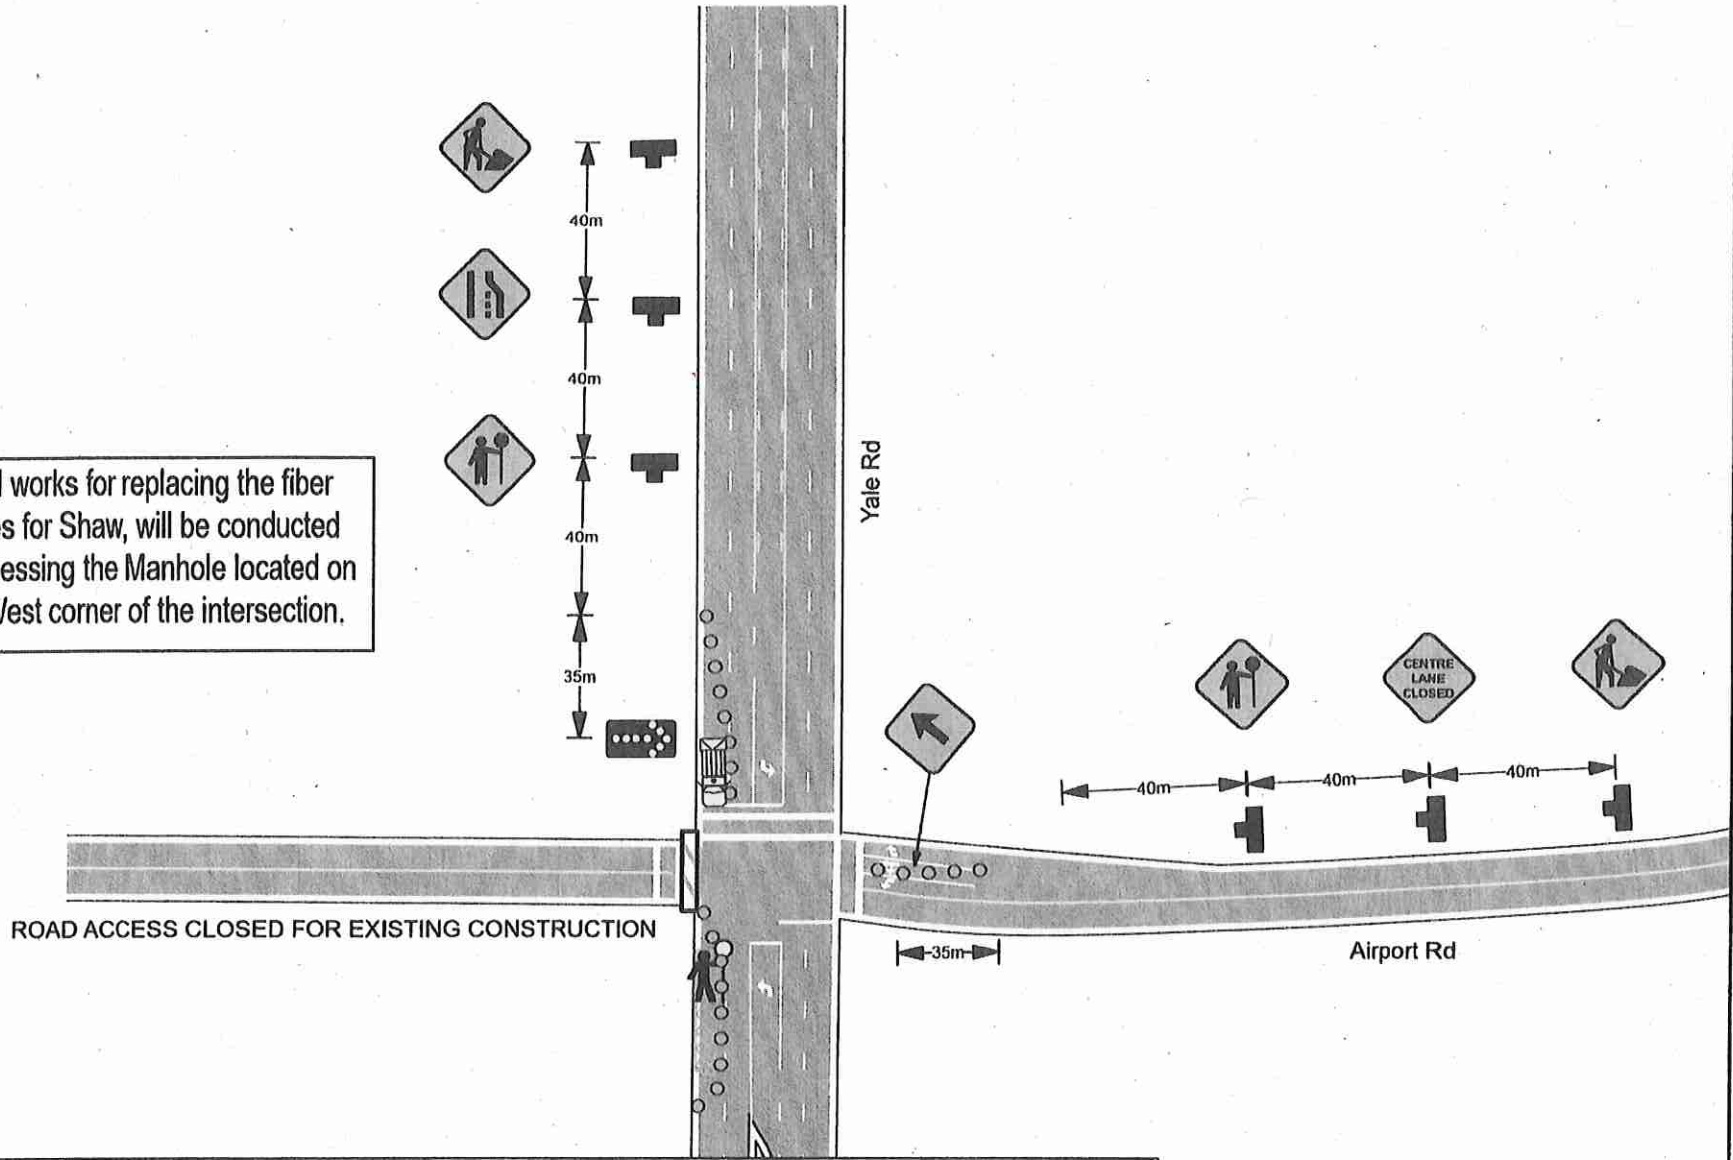 40m
40m
works for replacing the fiber
for Shaw, will be conducted
the Manhole located on
corner of the intersection.
40m
35m
Yale Rd
CENTRE
LANE
CLOSED
40m
40m
40m
ROAD ACCESS CLOSED FOR EXISTING CONSTRUCTION
35m
Airport Rd